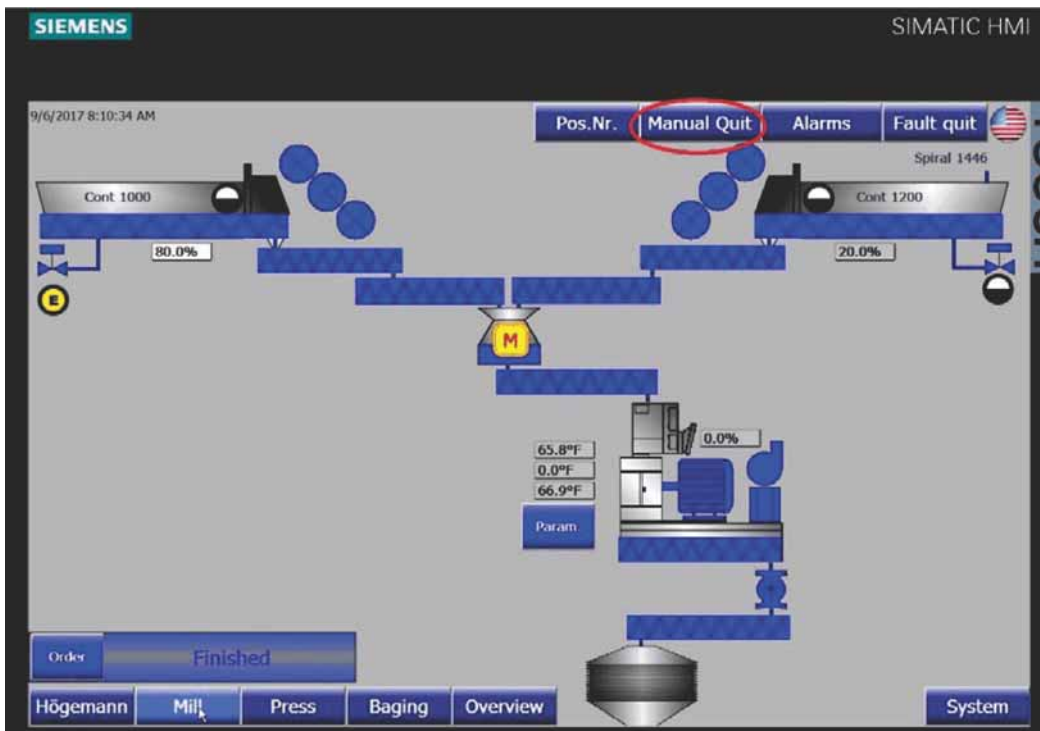 SIEMENS
SIMATIC HMI
9/6/2017 8:10:34 AM
Pos.Nr.
Manual Quit
Alarms
Fault quit
Spiral 1446
Cont 1000
Cont 1200
80.0%
20.0%
E
M
65.8°F
0.0%
0.0°F
66.9°F
Param.
Order
Finished
Högemann
Mill
Press
Baging
Overview
System